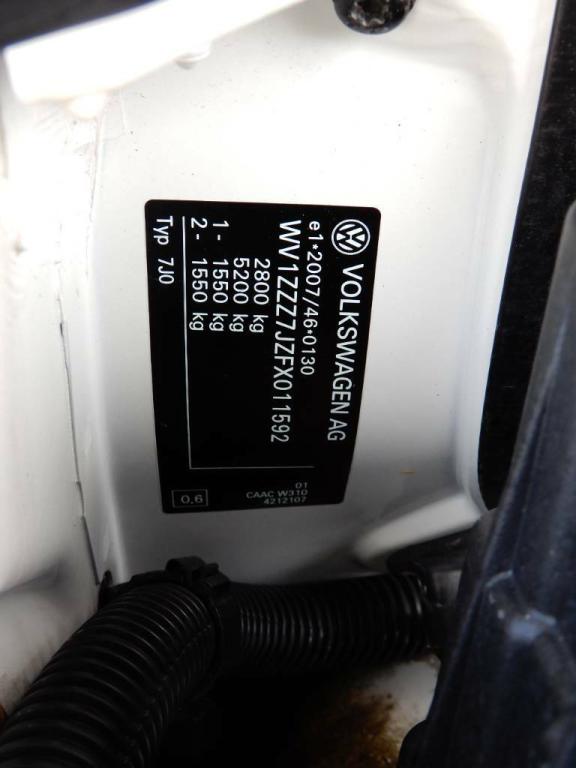 VOLKSWAGEN AG
e1*2007/46*0130
WV1ZZZ7JZFX011592
2800 kg
5200 kg
1- 1550 kg
2- 1550 kg
Typ 7J0
01
CAAC W310
4212107
0,6